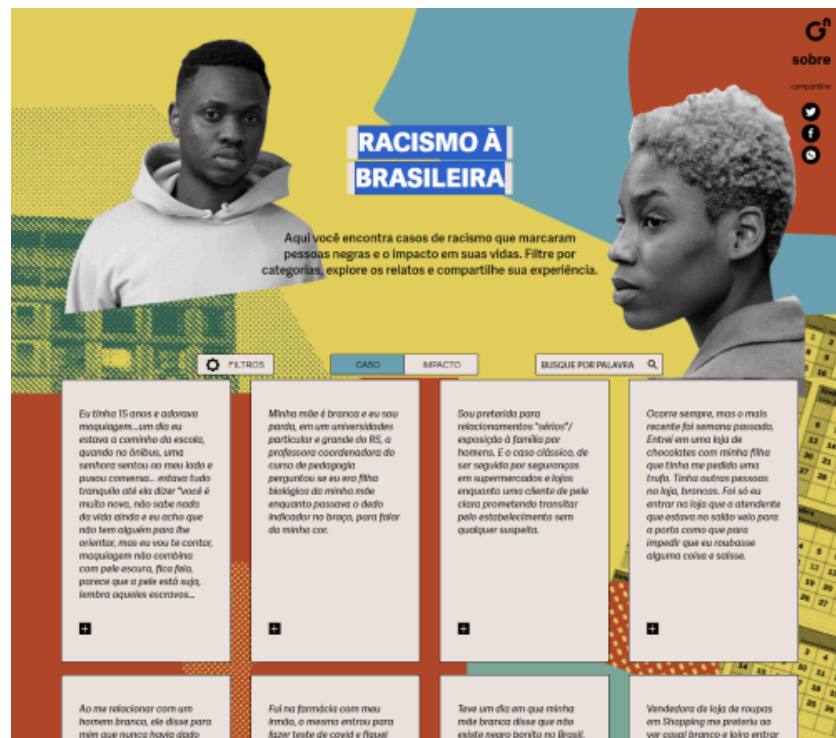 Gn
sobre
compartilhe
RACISMO À
BRASILEIRA
Aqui você encontra casos de racismo que marcaram
pessoas negras e o impacto em suas vidas. Filtre por
categorias, explore os relatos e compartilhe sua experiência.
FILTROS
CASO
IMPACTO
BUSQUE POR PALAVRA
Eu tinha 15 anos e adorava
maquiagem...um dia eu
estava a caminho da escola,
quando no ônibus, uma
senhora sentou ao meu lado e
puxou conversa... estava tudo
tranquilo até ela dizer "você é
muito nova, não sabe nada
da vida ainda e eu acho que
não tem alguém para lhe
orientar, mas eu vou te contar,
maquiagem não combina
com pele escura, fica feio,
parece que a pele está suja,
lembra aqueles escravos...
Minha mãe é branca e eu sou
parda, em um universidades
particular e grande do RS, a
professora coordenadora do
curso de pedagogia
perguntou se eu era filha
biológica da minha mãe
enquanto passava o dedo
indicador no braço, para falar
da minha cor.
Sou preterida para
relacionamentos "sérios"/
exposição à família por
homens. E o caso clássico, de
ser seguida por seguranças
em supermercados e lojas
enquanto uma cliente de pele
clara prometendo transitar
pelo estabelecimento sem
qualquer suspeita.
Ocorre sempre, mas o mais
recente foi semana passada.
Entrei em uma loja de
chocolates com minha filha
que tinha me pedido uma
trufa. Tinha outras pessoas
na loja, brancas. Foi só eu
entrar na loja que a atendente
que estava no salão veio para
a porta como que para
impedir que eu roubasse
alguma coisa e saísse.
Ao me relacionar com um
homem branco, ele disse para
mim que nunca havia dado
Fui na farmácia com meu
irmão, o mesmo entrou para
fazer teste de covid e fiquei
Teve um dia em que minha
mãe branca disse que não
existe negro bonito no Brasil.
Vendedora de loja de roupas
em Shopping me preteriu ao
ver casal branco e loiro entrar